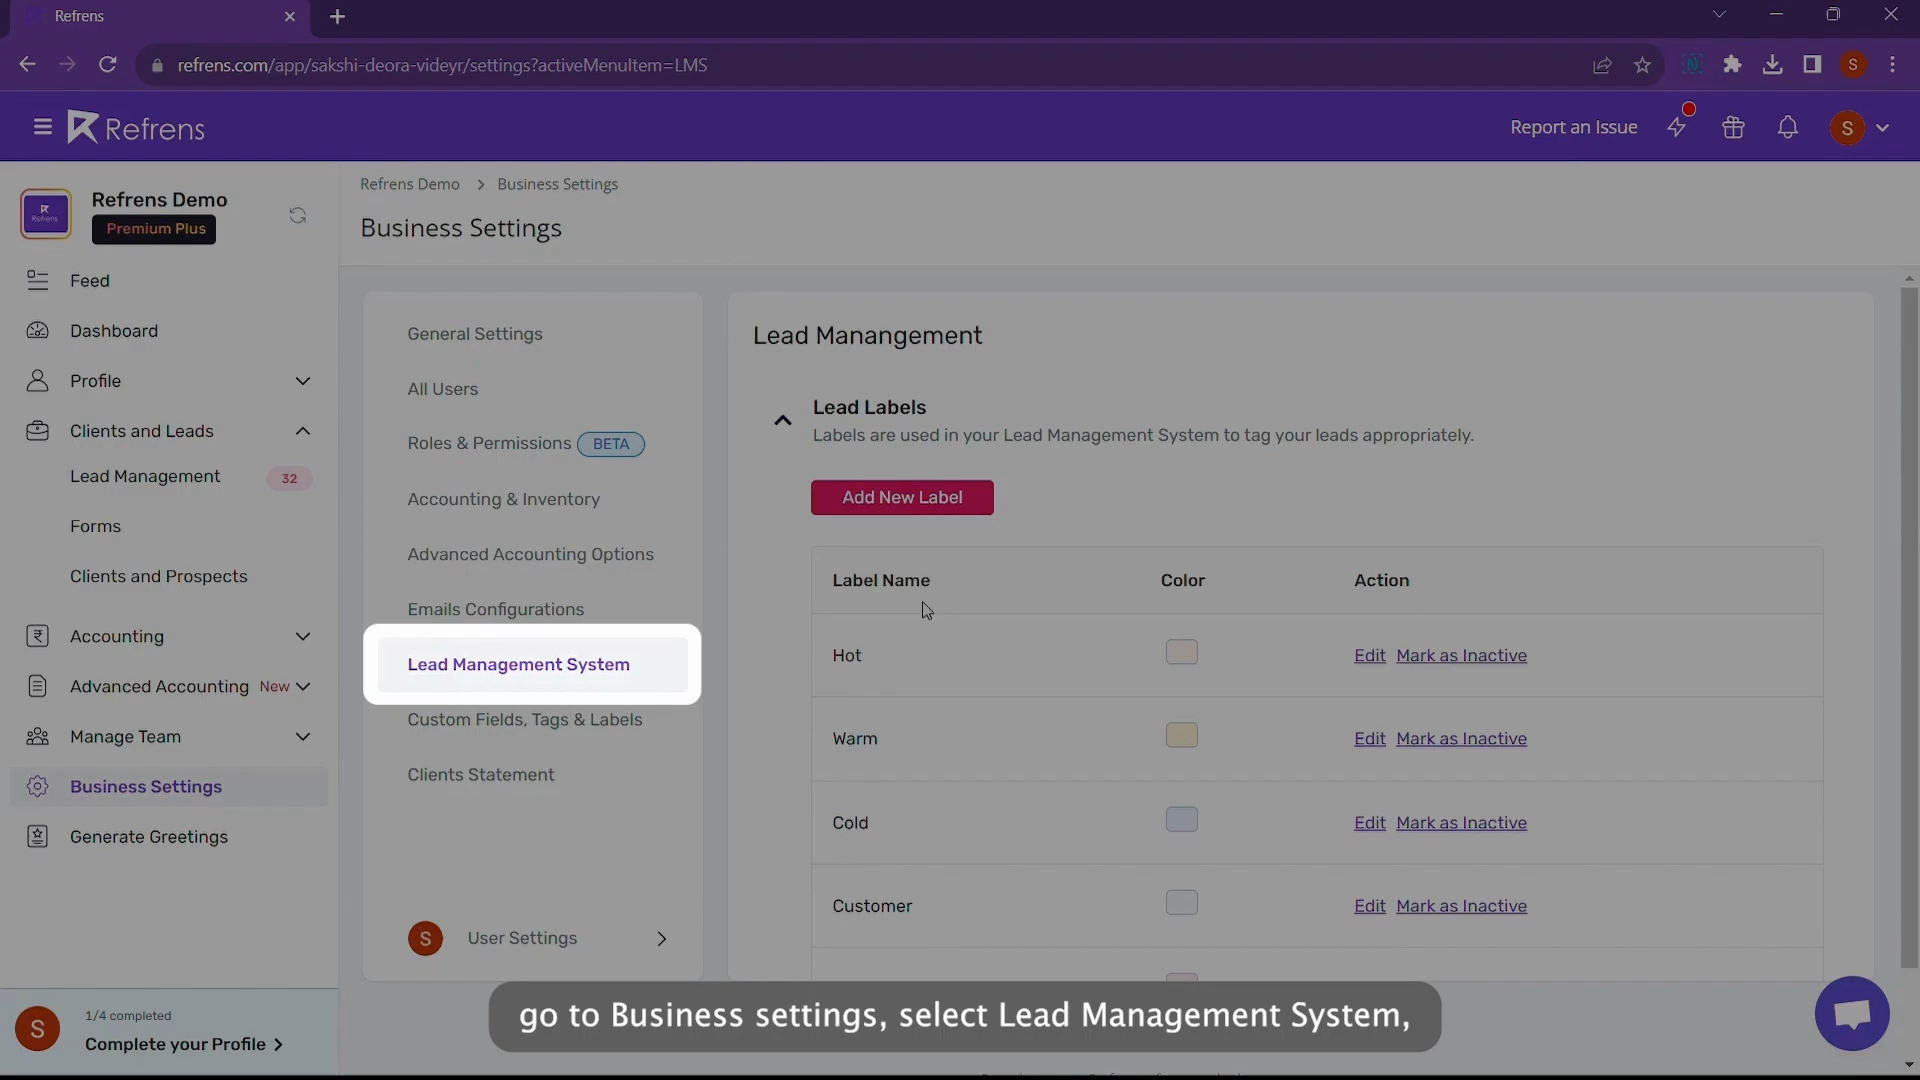 Refrens
refrens.com/app/sakshi-deora-videyr/settings?activeMenuItem=LMS
S
Refrens
Report an Issue
S
Refrens
Refrens Demo
Premium Plus
Feed
Dashboard
Profile
Clients and Leads
Lead Management 32
Forms
Clients and Prospects
Accounting
Advanced Accounting New
Manage Team
Business Settings
Generate Greetings
S
1/4 completed
Complete your Profile
Refrens Demo > Business Settings
Business Settings
General Settings
All Users
Roles & Permissions BETA
Accounting & Inventory
Advanced Accounting Options
Emails Configurations
Lead Management System
Custom Fields, Tags & Labels
Clients Statement
S User Settings
Lead Manangement
Lead Labels
Labels are used in your Lead Management System to tag your leads appropriately.
Add New Label
Label Name Color Action
Hot Edit Mark as Inactive
Warm Edit Mark as Inactive
Cold Edit Mark as Inactive
Customer Edit Mark as Inactive
go to Business settings, select Lead Management System,